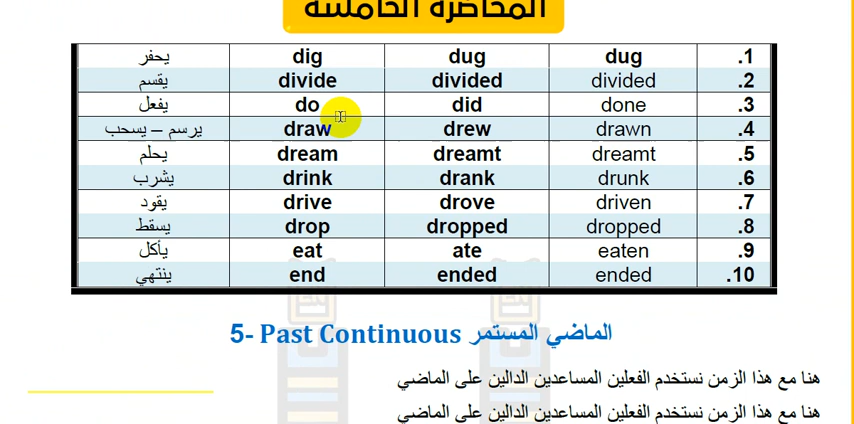 المحاضرة الخامسة
يحفر dig dug dug .1
يقسم divide divided divided .2
يفعل do did done .3
يرسم – يسحب draw drew drawn .4
يحلم dream dreamt dreamt .5
يشرب drink drank drunk .6
يقود drive drove driven .7
يسقط drop dropped dropped .8
يأكل eat ate eaten .9
ينتهي end ended ended .10
5- Past Continuous الماضي المستمر
هنا مع هذا الزمن نستخدم الفعلين المساعدين الدالين على الماضي
هنا مع هذا الزمن نستخدم الفعلين المساعدين الدالين على الماضي